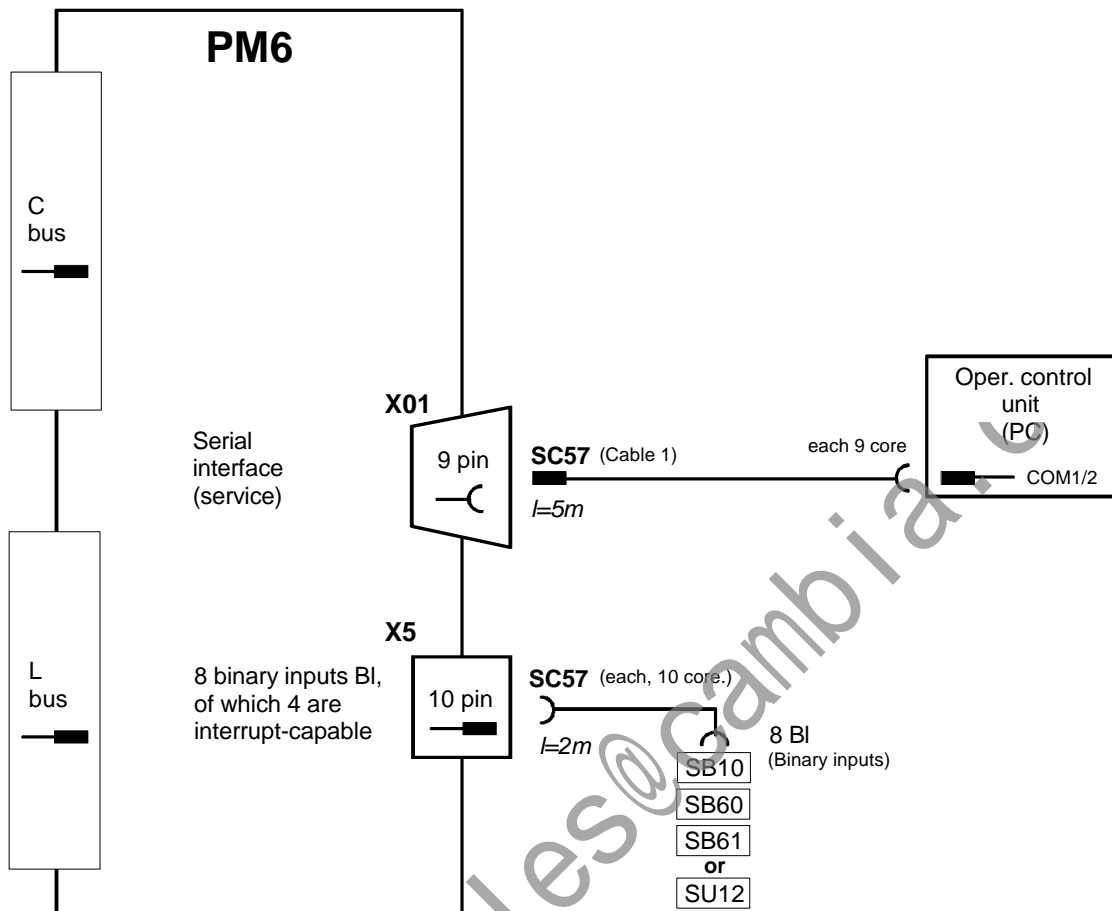 PM6
C
bus
X01
Serial
interface
(service)
9 pin
SC57 (Cable 1)
l=5m
each 9 core
Oper. control
unit
(PC)
COM1/2
L
bus
X5
8 binary inputs BI,
of which 4 are
interrupt-capable
10 pin
SC57 (each, 10 core.)
l=2m
8 BI
(Binary inputs)
SB10
SB60
SB61
or
SU12
les@cambia.c